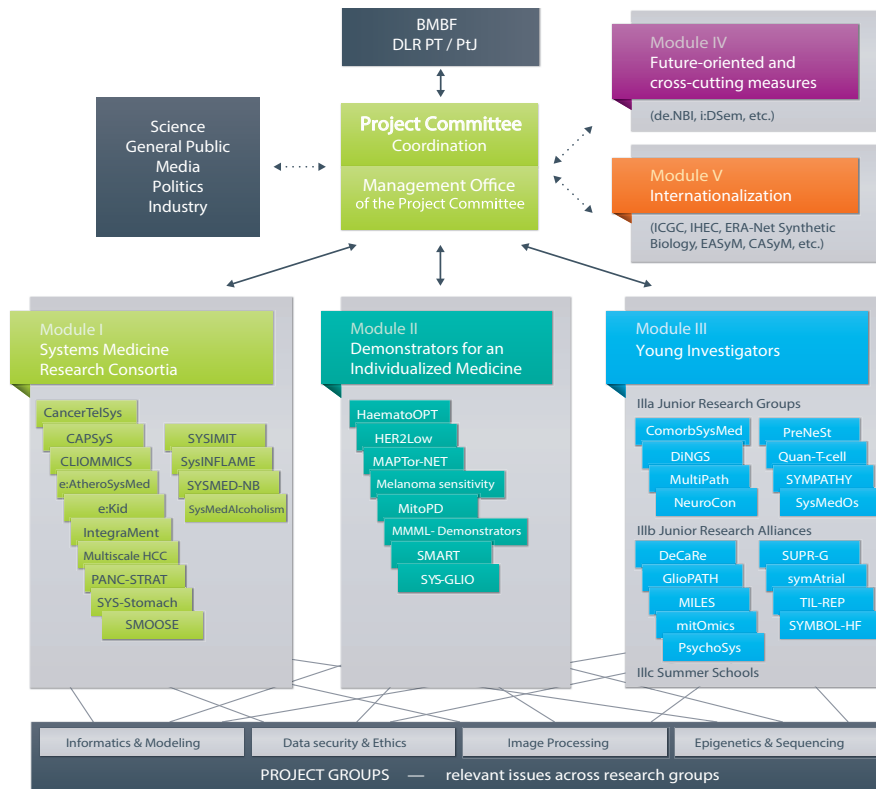 BMBF
DLR PT / PtJ
Module IV
Future-oriented and
cross-cutting measures
(de.NBI, i:DSem, etc.)
Science
General Public
Media
Politics
Industry
Project Committee
Coordination
Management Office
of the Project Committee
Module V
Internationalization
(ICGC, IHEC, ERA-Net Synthetic
Biology, EASyM, CASyM, etc.)
Module I
Systems Medicine
Research Consortia
CancerTelSys
CAPSyS
CLIOMMICS
e:AtheroSysMed
e:Kid
IntegraMent
Multiscale HCC
PANC-STRAT
SYS-Stomach
SMOOSE
SYSIMIT
SysINFLAME
SYSMED-NB
SysMedAlcoholism
Module II
Demonstrators for an
Individualized Medicine
HaematoOPT
HER2Low
MAPTor-NET
Melanoma sensitivity
MitoPD
MMML- Demonstrators
SMART
SYS-GLIO
Module III
Young Investigators
IIIa Junior Research Groups
ComorbSysMed
DiNGS
MultiPath
NeuroCon
PreNeSt
Quan-T-cell
SYMPATHY
SysMedOs
IIIb Junior Research Alliances
DeCaRe
GlioPATH
MILES
mitOmics
PsychoSys
SUPR-G
symAtrial
TIL-REP
SYMBOL-HF
IIIc Summer Schools
Informatics & Modeling
Data security & Ethics
Image Processing
Epigenetics & Sequencing
PROJECT GROUPS — relevant issues across research groups